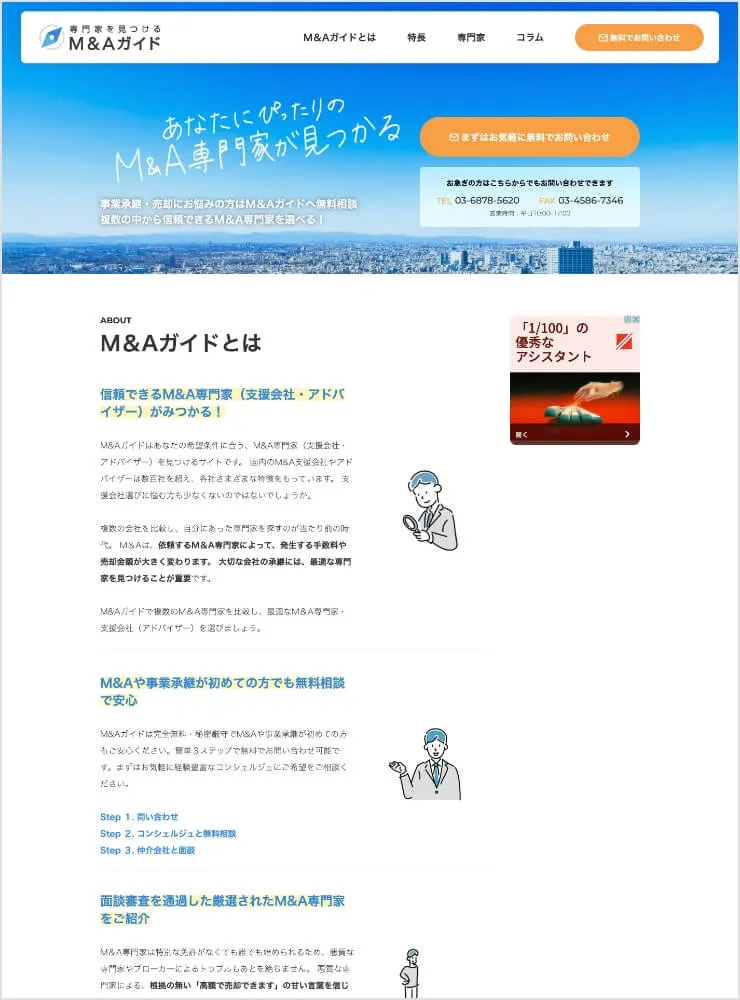 専門家を見つける
M&Aガイド
M&Aガイドとは 特長 専門家 コラム 無料でお問い合わせ
あなたにぴったりの
M&A専門家が見つかる
事業承継・売却にお悩みの方はM&Aガイドへ無料相談
複数の中から信頼できるM&A専門家を選べる！
まずはお気軽に無料でお問い合わせ
お急ぎの方はこちらからでもお問い合わせできます
TEL 03-6878-5620 FAX 03-4586-7346
営業時間：平日10:00-17:00
ABOUT
M&Aガイドとは
信頼できるM&A専門家（支援会社・アドバ
イザー）がみつかる！
M&Aガイドはあなたの希望条件に合う、M&A専門家（支援会社・
アドバイザー）を見つけるサイトです。 国内のM&A支援会社やアド
バイザーは数百社を超え、各社さまざまな特徴をもっています。 支
援会社選びに悩む方も少なくないのではないでしょうか。
複数の会社を比較し、自分にあった専門家を探すのが当たり前の時
代。 M&Aは、依頼するM&A専門家によって、発生する手数料や
売却金額が大きく変わります。 大切な会社の承継には、最適な専門
家を見つけることが重要です。
M&Aガイドで複数のM&A専門家を比較し、最適なM&A専門家・
支援会社（アドバイザー）を選びましょう。
「1/100」の
優秀な
アシスタント
開く
M&Aや事業承継が初めての方でも無料相談
で安心
M&Aガイドは完全無料・秘密厳守でM&Aや事業承継が初めての方
もご安心ください。簡単３ステップで無料でお問い合わせ可能で
す。まずはお気軽に経験豊富なコンシェルジュにご希望をご相談く
ださい。
Step 1. 問い合わせ
Step 2. コンシェルジュと無料相談
Step 3. 仲介会社と面談
面談審査を通過した厳選されたM&A専門家
をご紹介
M&A専門家は特別な免許がなくても誰でも始められるため、悪質な
専門家やブローカーによるトラブルもあとを絶ちません。 悪質な専
門家による、根拠の無い「高額で売却できます」の甘い言葉を信じ